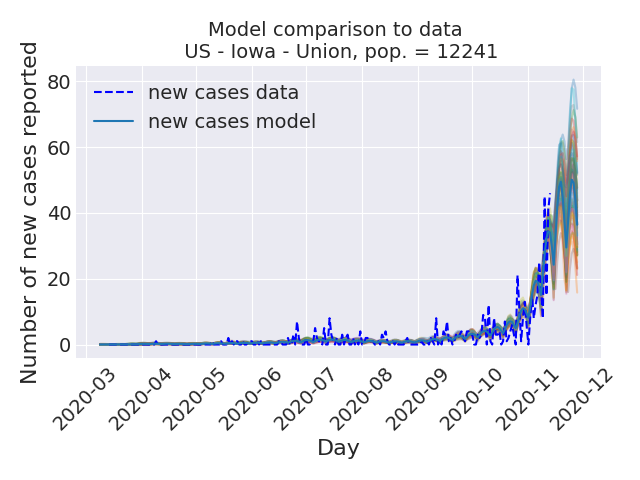 Model comparison to data
US - Iowa - Union, pop. = 12241
Number of new cases reported
80
60
40
20
0
new cases data
new cases model
2020-03
2020-04
2020-05
2020-06
2020-07
2020-08
2020-09
2020-10
2020-11
2020-12
Day